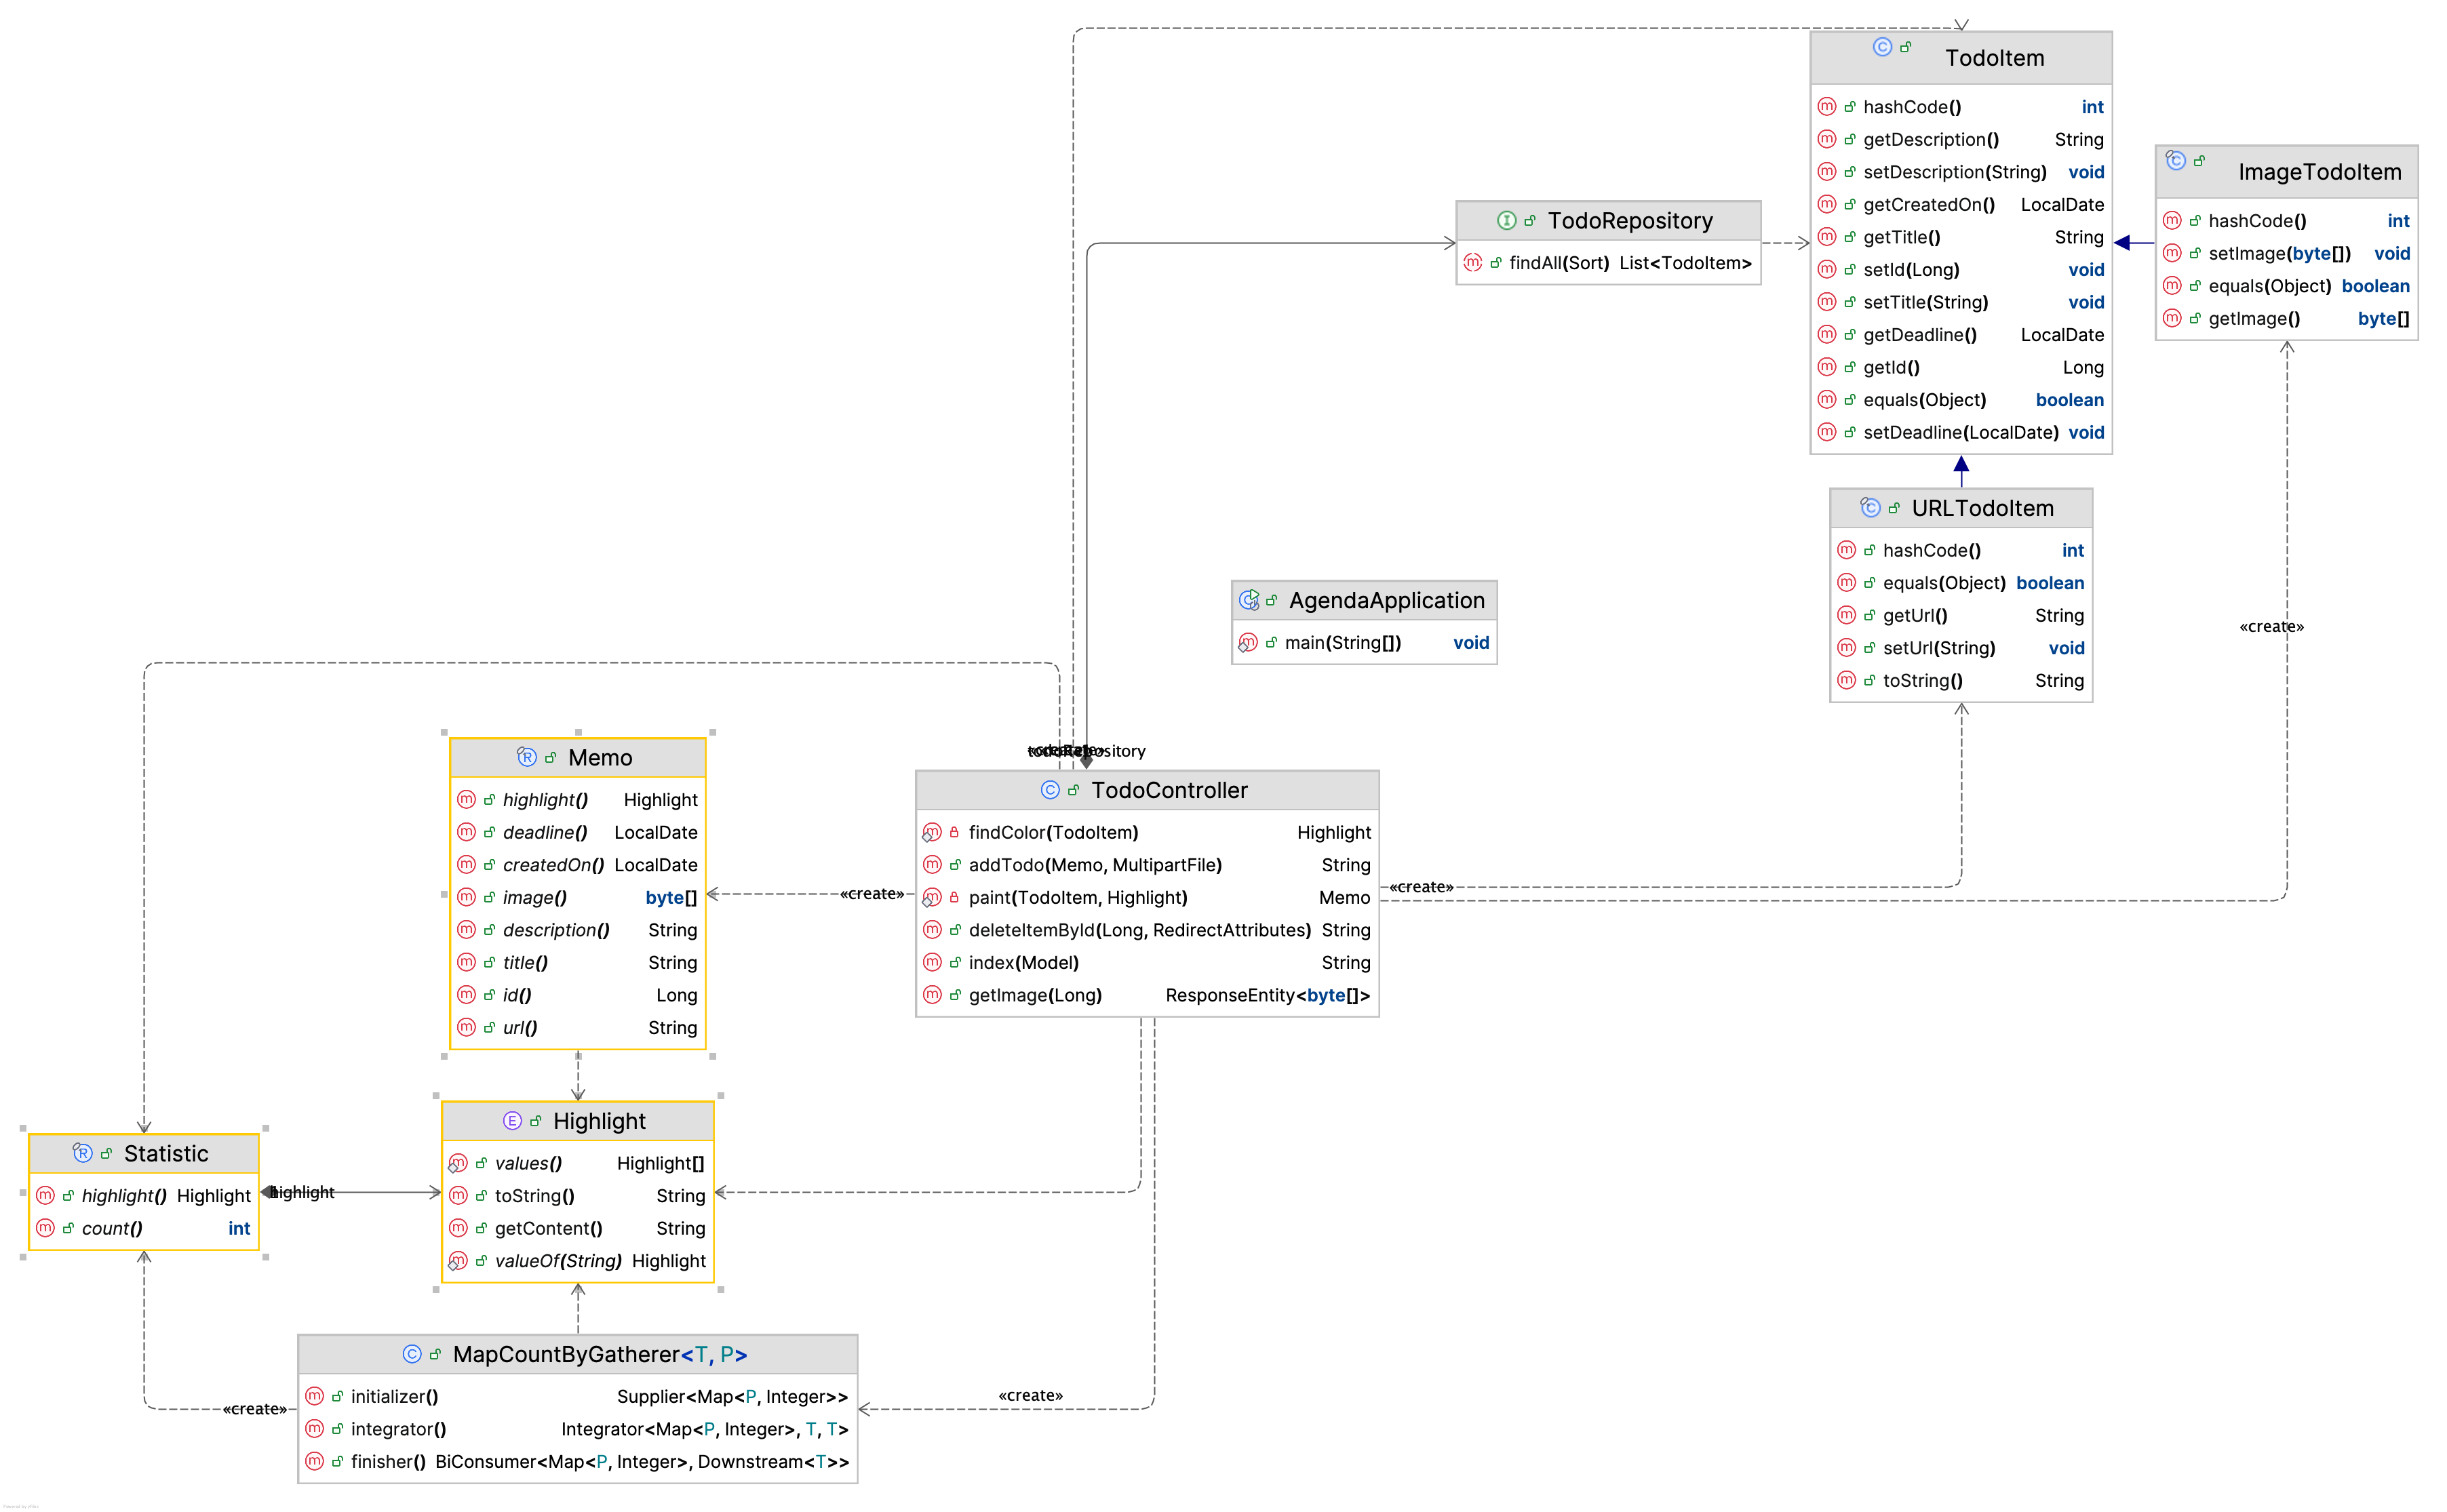 TodoItem
hashCode() int
getDescription() String
setDescription(String) void
getCreatedOn() LocalDate
getTitle() String
setId(Long) void
setTitle(String) void
getDeadline() LocalDate
getId() Long
equals(Object) boolean
setDeadline(LocalDate) void
ImageTodoItem
hashCode() int
setImage(byte[]) void
equals(Object) boolean
getImage() byte[]
TodoRepository
findAll(Sort) List<TodoItem>
URLTodoItem
hashCode() int
equals(Object) boolean
getUrl() String
setUrl(String) void
toString() String
«create»
AgendaApplication
main(String[]) void
todoRepository
Memo
highlight() Highlight
deadline() LocalDate
createdOn() LocalDate
image() byte[]
description() String
title() String
id() Long
url() String
«create»
TodoController
findColor(TodoItem) Highlight
addTodo(Memo, MultipartFile) String
paint(TodoItem, Highlight) Memo
deleteItemById(Long, RedirectAttributes) String
index(Model) String
getImage(Long) ResponseEntity<byte[]>
«create»
Statistic
highlight() Highlight
count() int
highlight
Highlight
values() Highlight[]
toString() String
getContent() String
valueOf(String) Highlight
«create»
MapCountByGatherer<T, P>
initializer() Supplier<Map<P, Integer>>
integrator() Integrator<Map<P, Integer>, T, T>
finisher() BiConsumer<Map<P, Integer>, Downstream<T>>
«create»